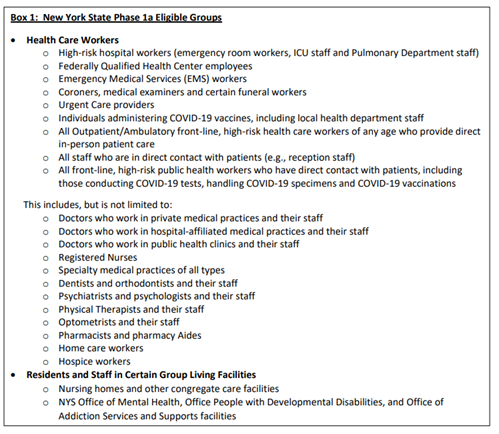 Box 1: New York State Phase 1a Eligible Groups
• Health Care Workers
o High-risk hospital workers (emergency room workers, ICU staff and Pulmonary Department staff)
o Federally Qualified Health Center employees
o Emergency Medical Services (EMS) workers
o Coroners, medical examiners and certain funeral workers
o Urgent Care providers
o Individuals administering COVID-19 vaccines, including local health department staff
o All Outpatient/Ambulatory front-line, high-risk health care workers of any age who provide direct
in-person patient care
o All staff who are in direct contact with patients (e.g., reception staff)
o All front-line, high-risk public health workers who have direct contact with patients, including
those conducting COVID-19 tests, handling COVID-19 specimens and COVID-19 vaccinations
This includes, but is not limited to:
o Doctors who work in private medical practices and their staff
o Doctors who work in hospital-affiliated medical practices and their staff
o Doctors who work in public health clinics and their staff
o Registered Nurses
o Specialty medical practices of all types
o Dentists and orthodontists and their staff
o Psychiatrists and psychologists and their staff
o Physical Therapists and their staff
o Optometrists and their staff
o Pharmacists and pharmacy Aides
o Home care workers
o Hospice workers
• Residents and Staff in Certain Group Living Facilities
o Nursing homes and other congregate care facilities
o NYS Office of Mental Health, Office People with Developmental Disabilities, and Office of
Addiction Services and Supports facilities